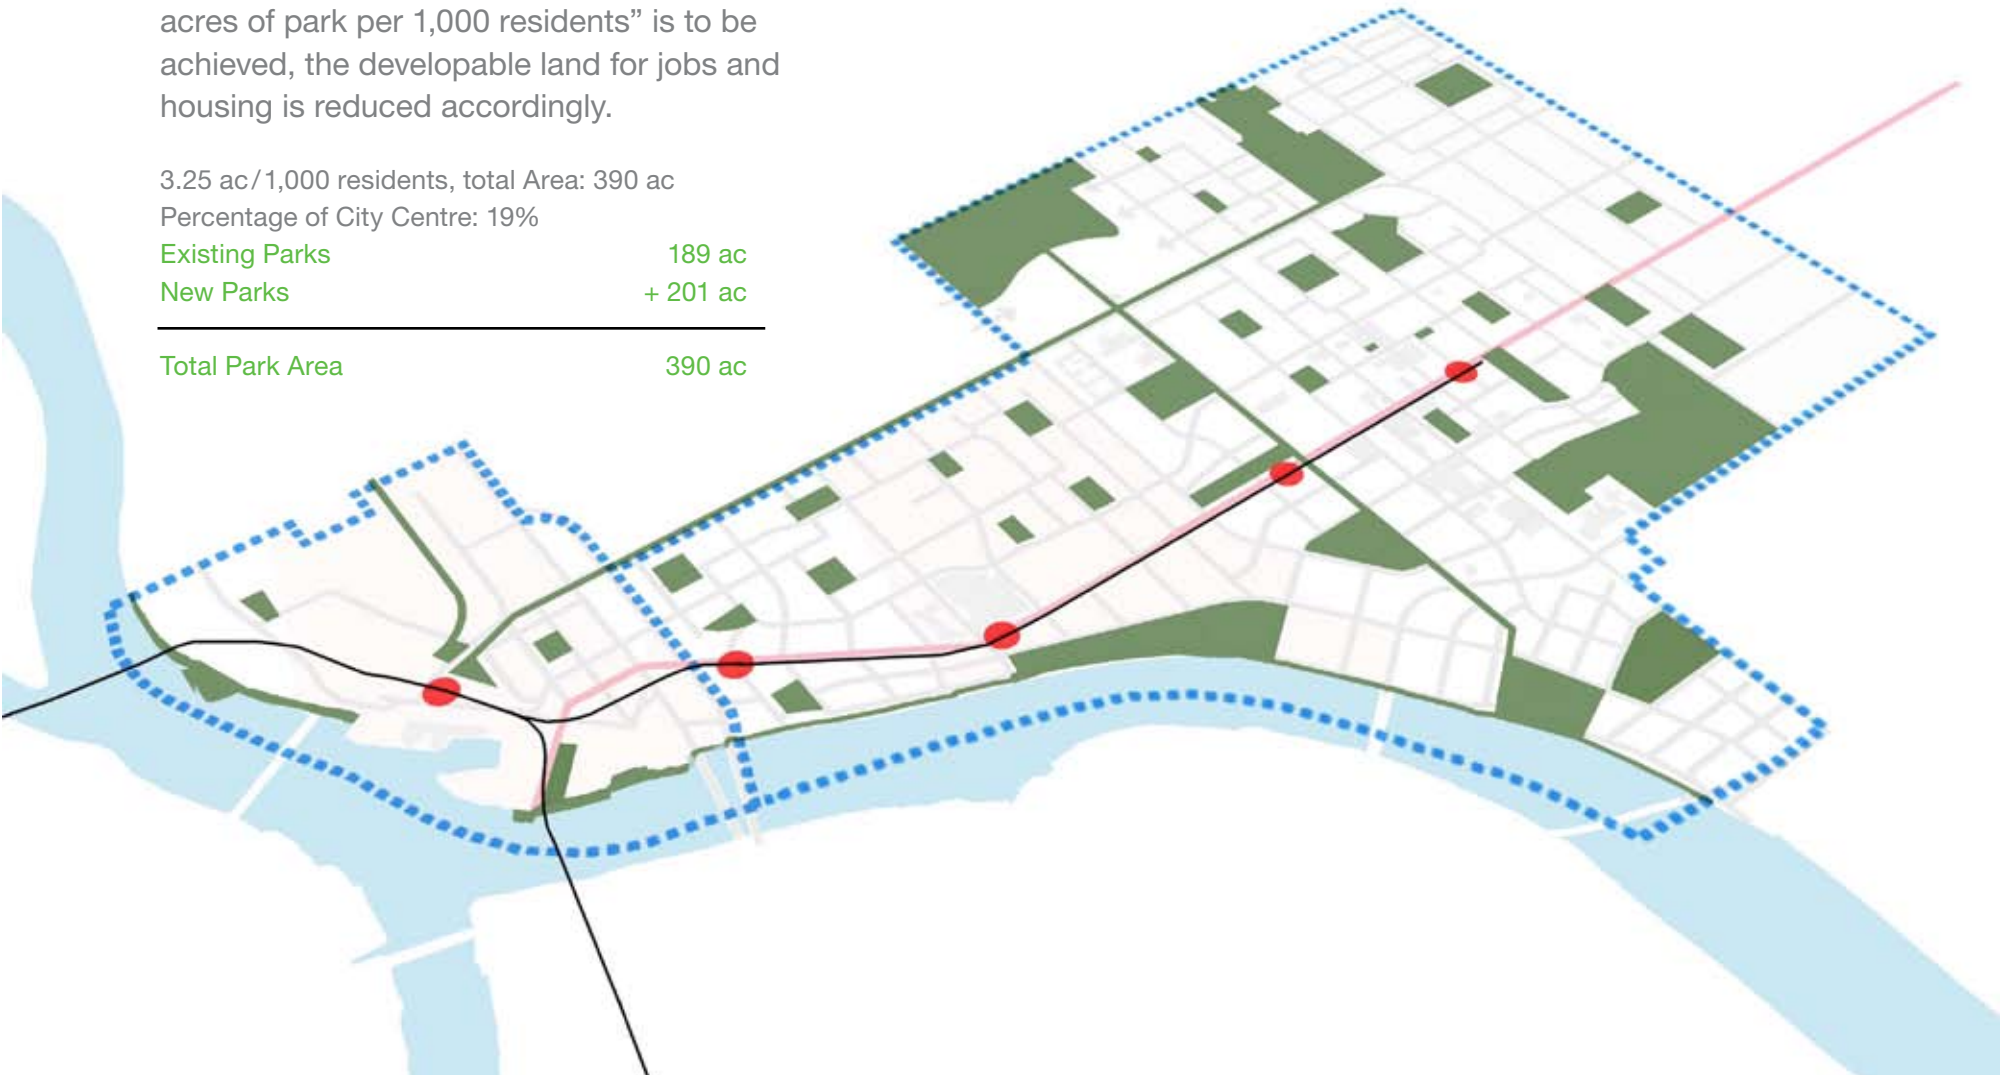 acres of park per 1,000 residents” is to be
achieved, the developable land for jobs and
housing is reduced accordingly.
3.25 ac/1,000 residents, total Area: 390 ac
Percentage of City Centre: 19%
Existing Parks 189 ac
New Parks + 201 ac
Total Park Area 390 ac